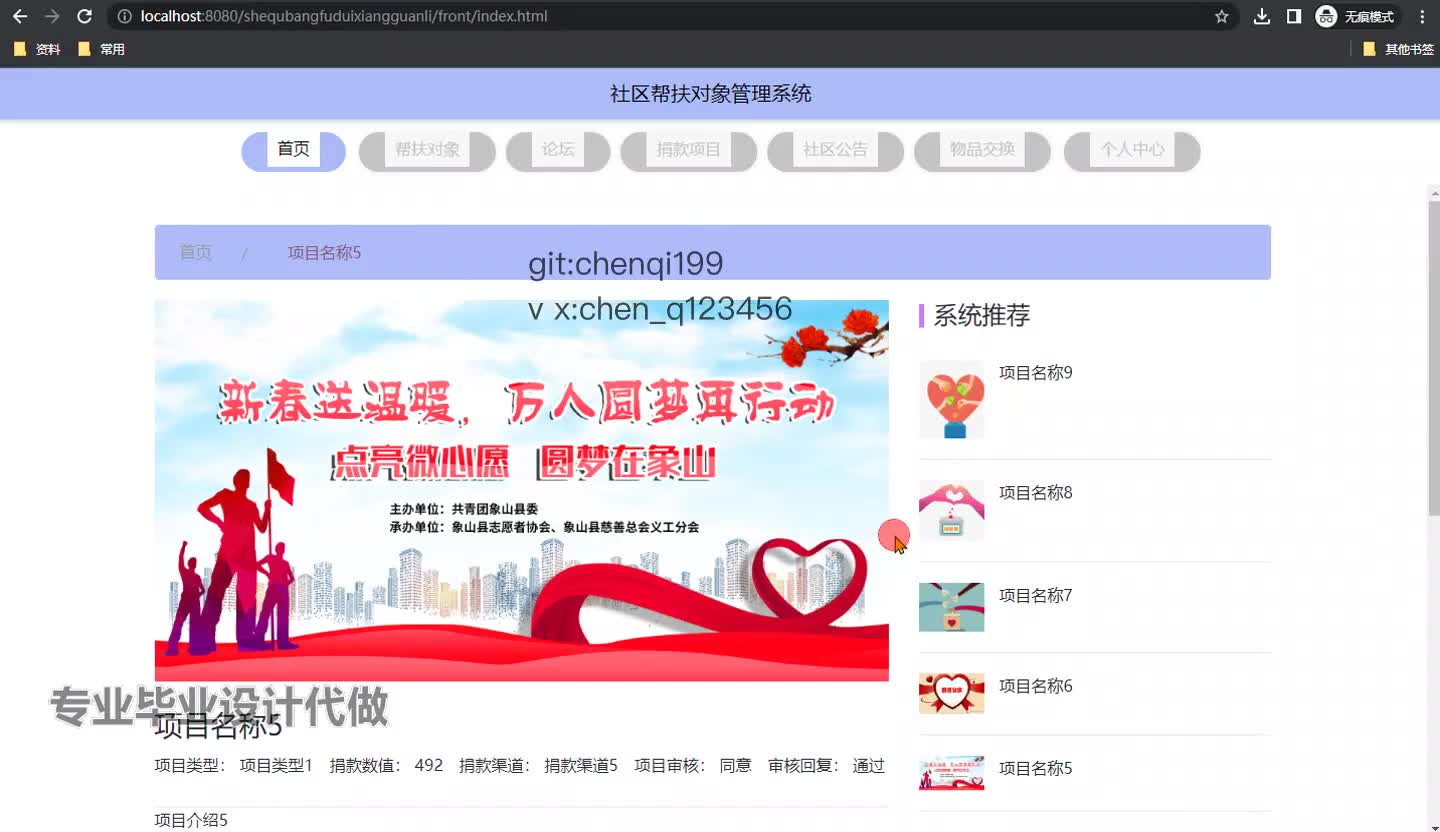 localhost:8080/shequbangfuduixiangguanli/front/index.html
无痕模式
资料
常用
其他书签
社区帮扶对象管理系统
首页
帮扶对象
论坛
捐款项目
社区公告
物品交换
个人中心
首页 / 项目名称5
git:chenqi199
v x:chen_q123456
新春送温暖，万人圆梦再行动
点亮微心愿 圆梦在象山
主办单位：共青团象山县委
承办单位：象山县志愿者协会、象山县慈善总会义工分会
系统推荐
项目名称9
项目名称8
项目名称7
项目名称6
项目名称5
专业毕业设计代做
项目名称5
项目类型： 项目类型1 捐款数值： 492 捐款渠道： 捐款渠道5 项目审核： 同意 审核回复： 通过
项目介绍5